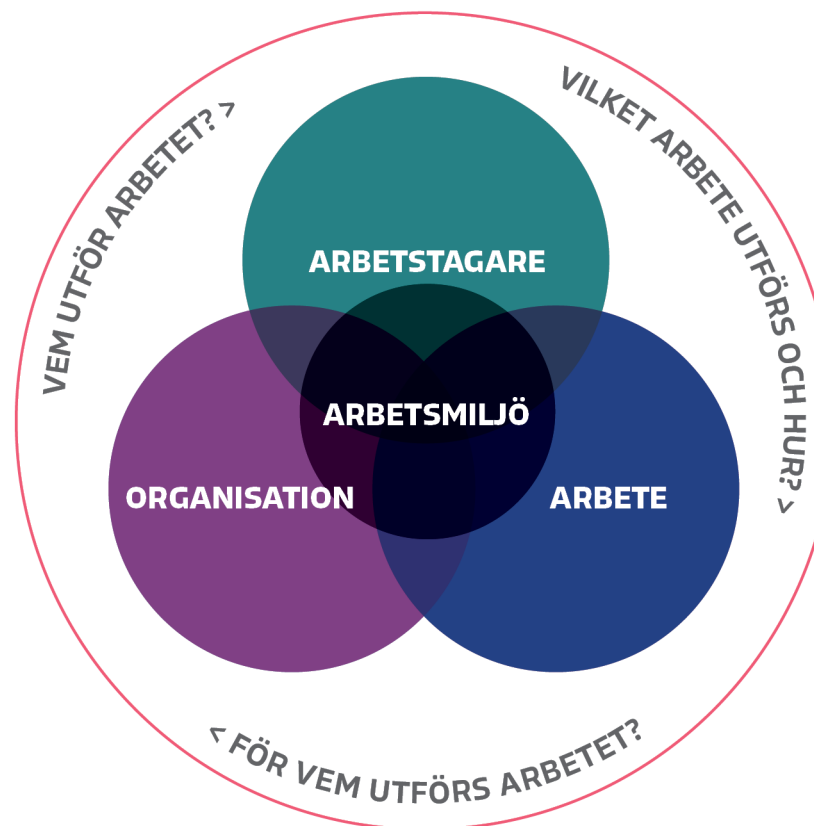 VEM UTFÖR ARBETET? >
VILKET ARBETE UTFÖRS OCH HUR? >
ARBETSTAGARE
ARBETSMILJÖ
ORGANISATION
ARBETE
< FÖR VEM UTFÖRS ARBETET?